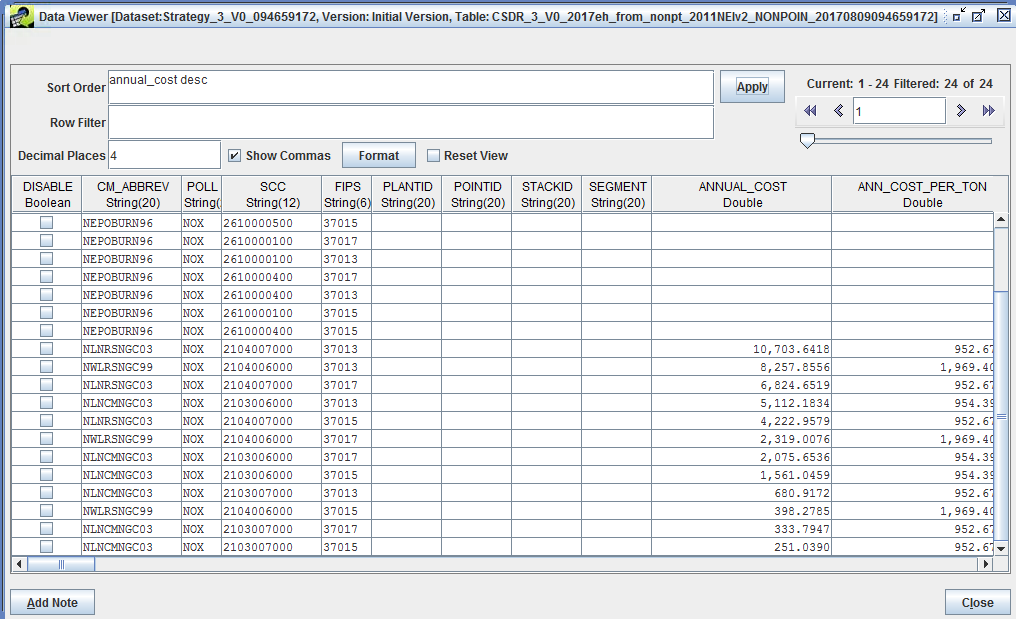 Data Viewer [Dataset:Strategy_3_V0_094659172, Version: Initial Version, Table: CSDR_3_V0_2017eh_from_nonpt_2011NEIv2_NONPOIN_20170809094659172]
Sort Order annual_cost desc Apply Current: 1 - 24 Filtered: 24 of 24
Row Filter 1
Decimal Places 4 Show Commas Format Reset View
DISABLE CM_ABBREV POLL SCC FIPS PLANTID POINTID STACKID SEGMENT ANNUAL_COST ANN_COST_PER_TON
Boolean String(20) String( String(12) String(6) String(20) String(20) String(20) String(20) Double Double
NEPOBURN96 NOX 2610000500 37015
NEPOBURN96 NOX 2610000100 37017
NEPOBURN96 NOX 2610000100 37013
NEPOBURN96 NOX 2610000400 37017
NEPOBURN96 NOX 2610000400 37013
NEPOBURN96 NOX 2610000100 37015
NEPOBURN96 NOX 2610000400 37015
NLNRSNGC03 NOX 2104007000 37013 10,703.6418 952.67
NWLRSNGC99 NOX 2104006000 37013 8,257.8556 1,969.40
NLNRSNGC03 NOX 2104007000 37017 6,824.6519 952.67
NLNCMNGC03 NOX 2103006000 37013 5,112.1834 954.39
NLNRSNGC03 NOX 2104007000 37015 4,222.9579 952.67
NWLRSNGC99 NOX 2104006000 37017 2,319.0076 1,969.40
NLNCMNGC03 NOX 2103006000 37017 2,075.6536 954.39
NLNCMNGC03 NOX 2103006000 37015 1,561.0459 954.39
NLNCMNGC03 NOX 2103007000 37013 680.9172 952.67
NWLRSNGC99 NOX 2104006000 37015 398.2785 1,969.40
NLNCMNGC03 NOX 2103007000 37017 333.7947 952.67
NLNCMNGC03 NOX 2103007000 37015 251.0390 952.67
Add Note Close